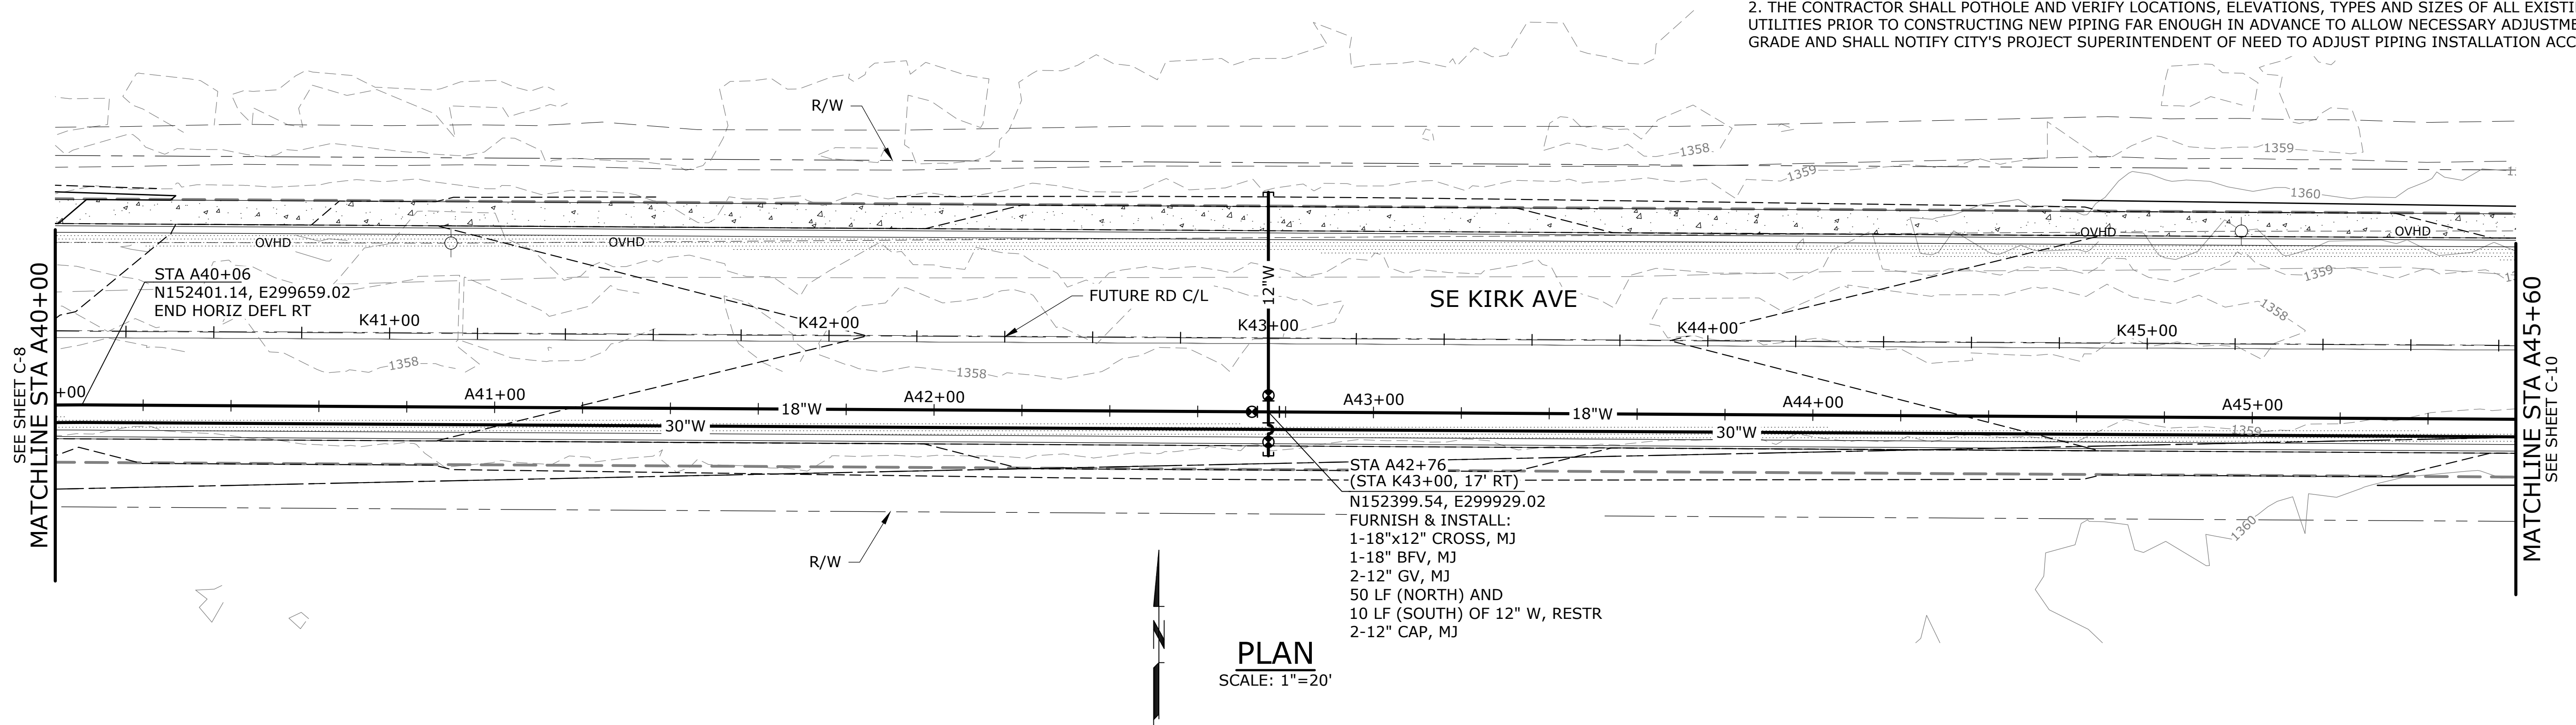 2. THE CONTRACTOR SHALL POTHOLE AND VERIFY LOCATIONS, ELEVATIONS, TYPES AND SIZES OF ALL
UTILITIES PRIOR TO CONSTRUCTING NEW PIPING FAR ENOUGH IN ADVANCE TO ALLOW NECESSARY
GRADE AND SHALL NOTIFY CITY'S PROJECT SUPERINTENDENT OF NEED TO ADJUST PIPING INSTALLATION
R/W
1358
1359
1359
1360
OVHD
OVHD
OVHD
OVHD
STA A40+06
N152401.14, E299659.02
END HORIZ DEFL RT
12"W
FUTURE RD C/L
SE KIRK AVE
1359
1358
K41+00
K42+00
K43+00
K44+00
K45+00
1358
1358
SEE SHEET C-8
MATCHLINE STA A40+00
MATCHLINE STA A45+60
SEE SHEET C-10
+00
A41+00
A42+00
A43+00
A44+00
A45+00
18"W
18"W
30"W
30"W
1359
1360
STA A42+76
(STA K43+00, 17' RT)
N152399.54, E299929.02
FURNISH & INSTALL:
1-18"x12" CROSS, MJ
1-18" BFV, MJ
2-12" GV, MJ
50 LF (NORTH) AND
10 LF (SOUTH) OF 12" W, RESTR
2-12" CAP, MJ
R/W
N
PLAN
SCALE: 1"=20'